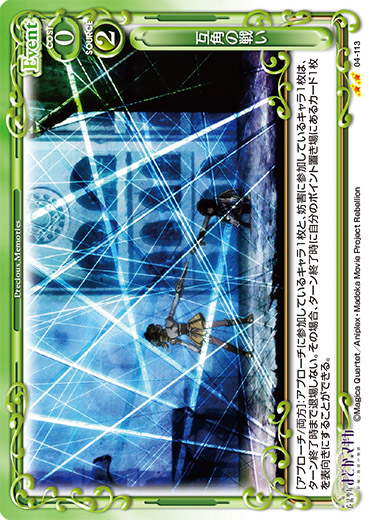 Event
COST
0
SOURCE
2
互角の戦い
Precious Memories
［アプローチ/両方］：アプローチに参加しているキャラ1枚と、妨害に参加しているキャラ1枚は、
ターン終了時まで退場しない。その場合、ターン終了時に自分のポイント置き場にあるカード1枚
を表向きにすることができる。
©Magica Quartet／Aniplex・Madoka Movie Project Rebellion
04-113